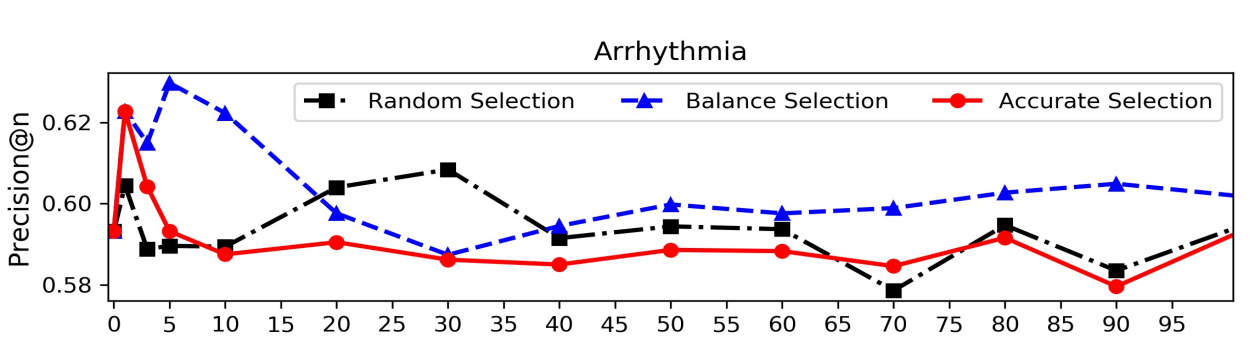 Arrhythmia
Random Selection Balance Selection Accurate Selection
Precision@n
0.62
0.60
0.58
0 5 10 15 20 25 30 35 40 45 50 55 60 65 70 75 80 85 90 95